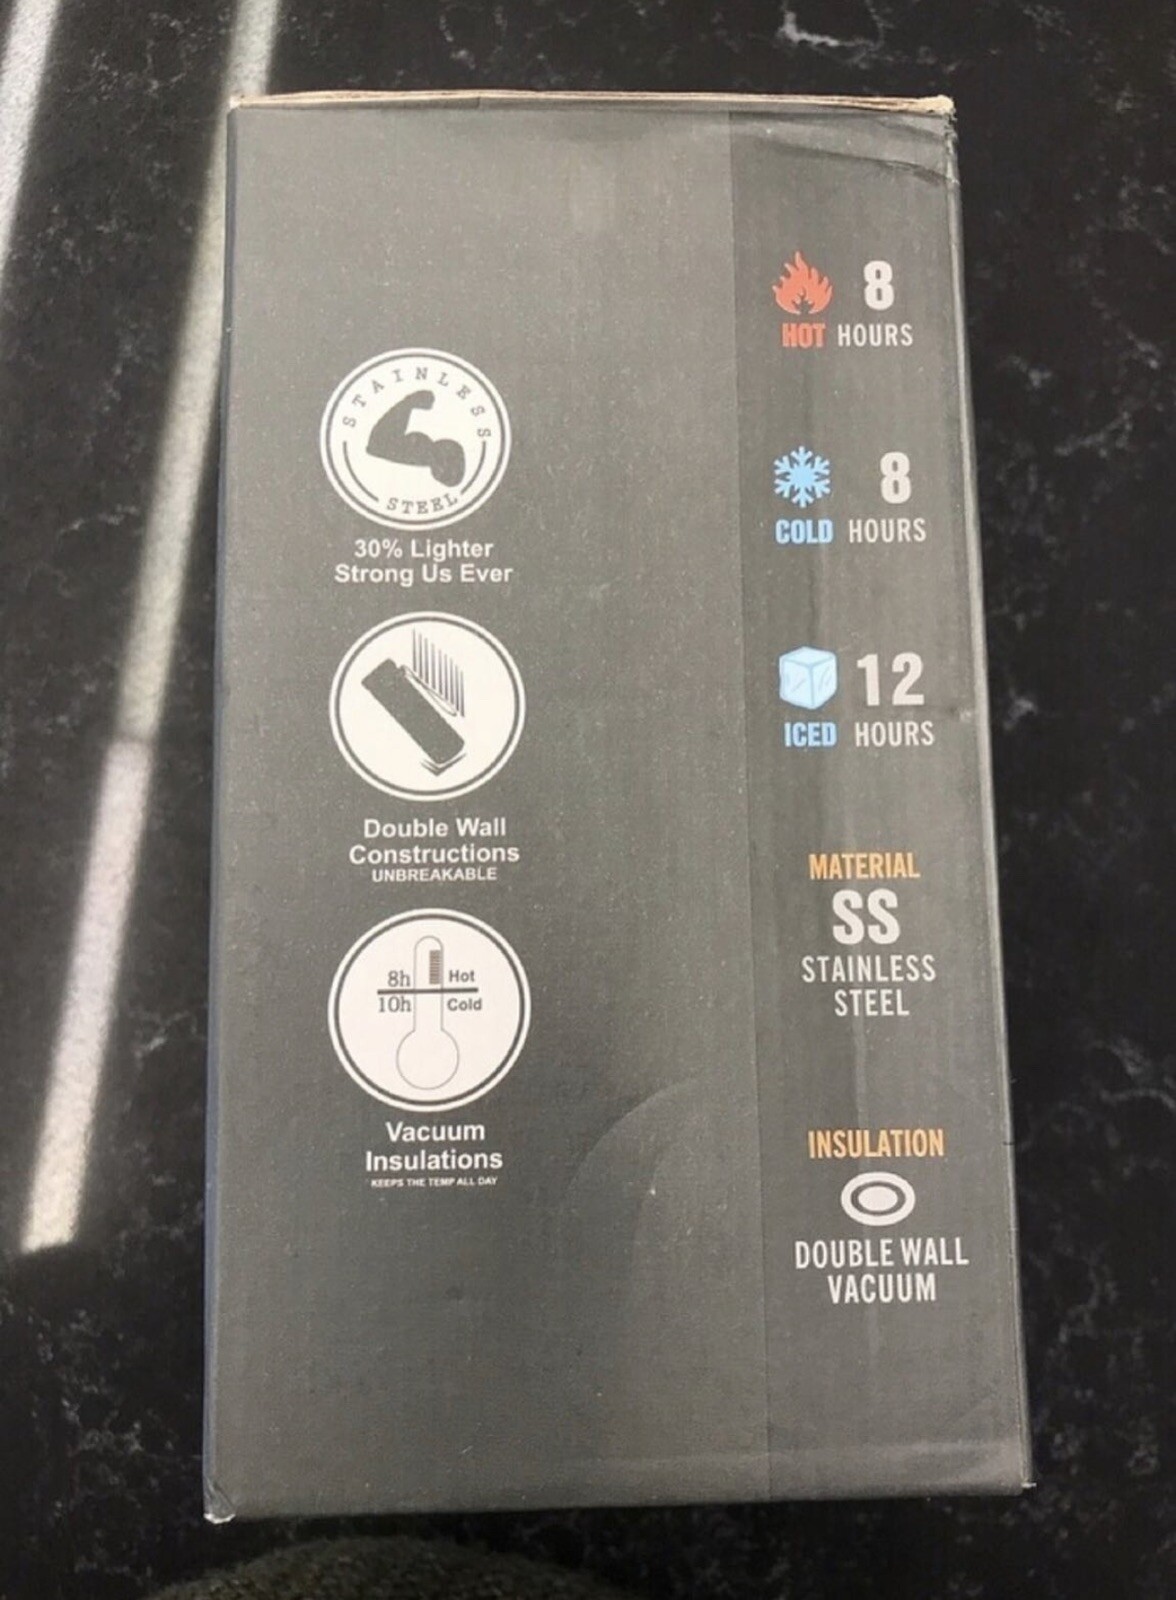 STAINLESS
STEEL
30% Lighter
Strong Us Ever
Double Wall
Constructions
UNBREAKABLE
8h Hot
10h Cold
Vacuum
Insulations
KEEPS THE TEMP ALL DAY
8
HOT HOURS
8
COLD HOURS
12
ICED HOURS
MATERIAL
SS
STAINLESS
STEEL
INSULATION
DOUBLE WALL
VACUUM